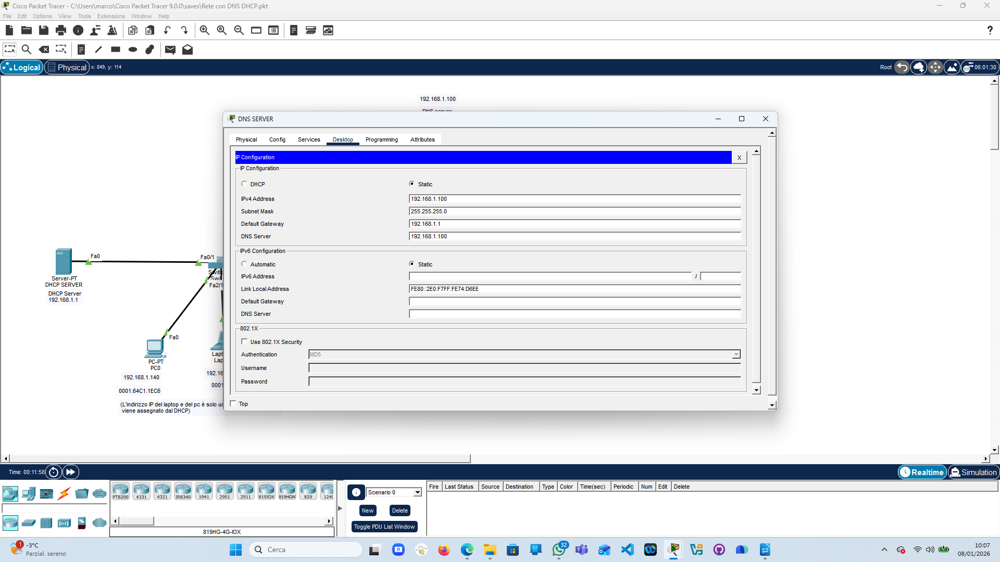 Cisco Packet Tracer - C:\Users\marco\Cisco Packet Tracer 9.0.0\saves\Rete con DNS DHCP.pkt
File Edit Options View Tools Extensions Window Help
Logical Physical x: 849, y: 114 Root 06:01:30
192.168.1.100
DNS server
DNS SERVER
Physical Config Services Desktop Programming Attributes
IP Configuration X
IP Configuration
DHCP Static
IPv4 Address 192.168.1.100
Subnet Mask 255.255.255.0
Default Gateway 192.168.1.1
DNS Server 192.168.1.100
IPv6 Configuration
Automatic Static
IPv6 Address /
Link Local Address FE80::2E0:F7FF:FE74:D6EE
Default Gateway
DNS Server
802.1X
Use 802.1X Security
Authentication MD5
Username
Password
Top
Fa0 Fa0/1
Server-PT
DHCP SERVER
DHCP Server
192.168.1.1
Switc
Swi
Fa2/1
Fa0
PC-PT
PC0
192.168.1.140
0001.64C1.1EC6
Lapt
Lap
192.16
0001
(L'indirizzo IP del laptop e del pc è solo un
viene assegnato dal DHCP)
Time: 00:11:58 Realtime Simulation
PT8200 4331 4321 IR8340 1941 2901 2911 819IOX 819HGW 829 1240
819HG-4G-IOX
Scenario 0
New Delete
Toggle PDU List Window
Fire Last Status Source Destination Type Color Time(sec) Periodic Num Edit Delete
1 -3°C
Parzial. sereno
Cerca
32
10:07
08/01/2026